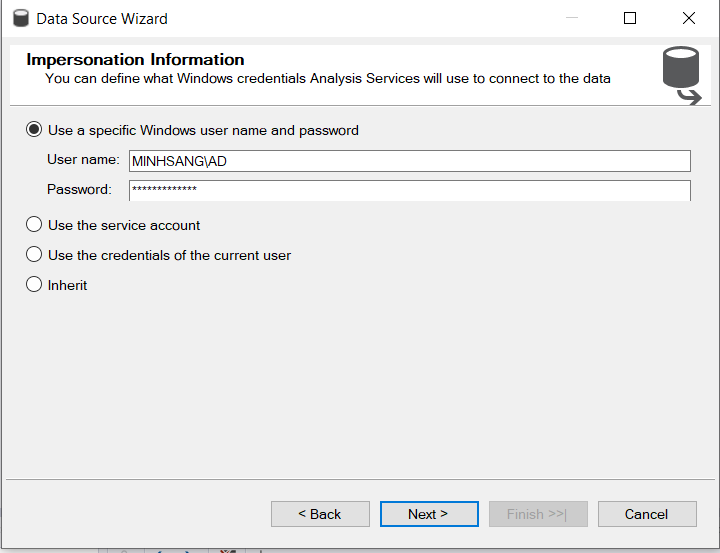 Data Source Wizard
Impersonation Information
You can define what Windows credentials Analysis Services will use to connect to the data
Use a specific Windows user name and password
User name: MINHSANG\AD
Password: *************
Use the service account
Use the credentials of the current user
Inherit
< Back Next > Finish >>| Cancel